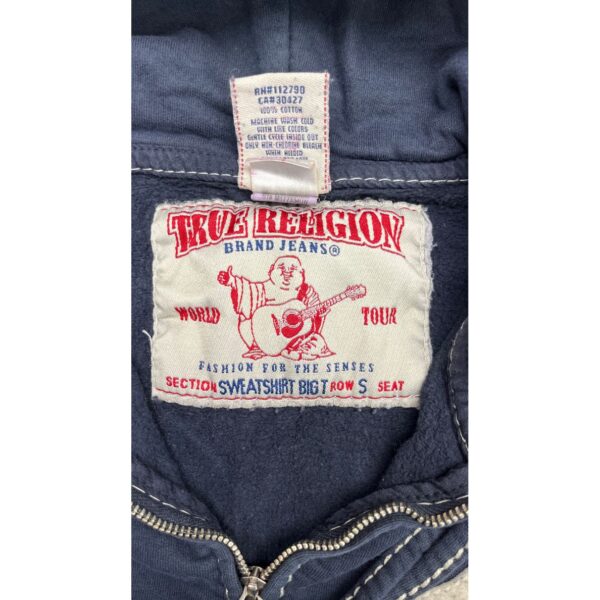 RN#112790
CA#30427
100% COTTON
MACHINE WASH COLD
WITH LIKE COLORS
GENTLE CYCLE INSIDE OUT
ONLY NON-CHLORINE BLEACH
WHEN NEEDED
TRUE RELIGION
BRAND JEANS®
WORLD TOUR
FASHION FOR THE SENSES
SECTION SWEATSHIRT BIG T ROW S SEAT